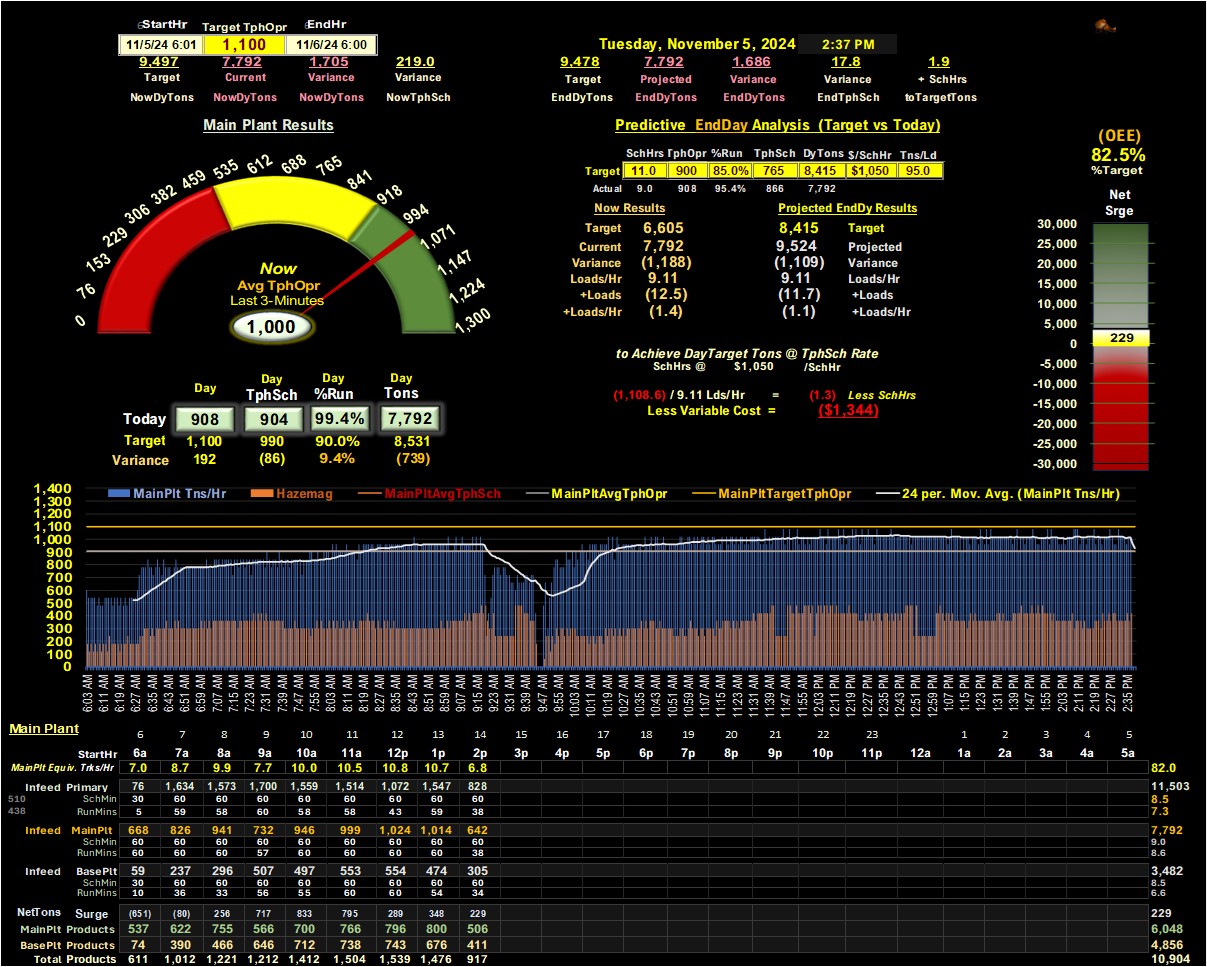 StartHr Target TphOpr EndHr
11/5/24 6:01 1,100 11/6/24 6:00
Tuesday, November 5, 2024 2:37 PM
9,497 7,792 1,705 219.0
Target Current Variance Variance
NowDyTons NowDyTons NowDyTons NowTphSch
9,478 7,792 1,686 17.8 1.9
Target Projected Variance Variance + SchHrs
EndDyTons EndDyTons EndDyTons EndTphSch toTargetTons
Main Plant Results
0 76 153 229 306 382 459 535 612 688 765 841 918 994 1,071 1,147 1,224 1,300
Now
Avg TphOpr
Last 3-Minutes
1,000
Day Day Day Day
TphSch %Run Tons
Today 908 904 99.4% 7,792
Target 1,100 990 90.0% 8,531
Variance 192 (86) 9.4% (739)
Predictive EndDay Analysis (Target vs Today)
SchHrs TphOpr %Run TphSch DyTons $/SchHr Tns/Ld
Target 11.0 900 85.0% 765 8,415 $1,050 95.0
Actual 9.0 908 95.4% 866 7,792
Now Results Projected EndDy Results
Target 6,605 8,415 Target
Current 7,792 9,524 Projected
Variance (1,188) (1,109) Variance
Loads/Hr 9.11 9.11 Loads/Hr
+Loads (12.5) (11.7) +Loads
+Loads/Hr (1.4) (1.1) +Loads/Hr
to Achieve DayTarget Tons @ TphSch Rate
SchHrs @ $1,050 /SchHr
(1,108.6) / 9.11 Lds/Hr = (1.3) Less SchHrs
Less Variable Cost = ($1,344)
(OEE)
82.5%
%Target
Net
Srge
30,000
25,000
20,000
15,000
10,000
5,000
0
-5,000
-10,000
-15,000
-20,000
-25,000
-30,000
229
MainPlt Tns/Hr Hazemag MainPltAvgTphSch MainPltAvgTphOpr MainPltTargetTphOpr 24 per. Mov. Avg. (MainPlt Tns/Hr)
1,400
1,300
1,200
1,100
1,000
900
800
700
600
500
400
300
200
100
0
6:03 AM 6:11 AM 6:19 AM 6:27 AM 6:35 AM 6:43 AM 6:51 AM 6:59 AM 7:07 AM 7:15 AM 7:23 AM 7:31 AM 7:39 AM 7:47 AM 7:55 AM 8:03 AM 8:11 AM 8:19 AM 8:27 AM 8:35 AM 8:43 AM 8:51 AM 8:59 AM 9:07 AM 9:15 AM 9:23 AM 9:31 AM 9:39 AM 9:47 AM 9:55 AM 10:03 AM 10:11 AM 10:19 AM 10:27 AM 10:35 AM 10:43 AM 10:51 AM 10:59 AM 11:07 AM 11:15 AM 11:23 AM 11:31 AM 11:39 AM 11:47 AM 11:55 AM 12:03 PM 12:11 PM 12:19 PM 12:27 PM 12:35 PM 12:43 PM 12:51 PM 12:59 PM 1:07 PM 1:15 PM 1:23 PM 1:31 PM 1:39 PM 1:47 PM 1:55 PM 2:03 PM 2:11 PM 2:19 PM 2:27 PM 2:35 PM
Main Plant
6 7 8 9 10 11 12 13 14 15 16 17 18 19 20 21 22 23 1 2 3 4 5
StartHr 6a 7a 8a 9a 10a 11a 12p 1p 2p 3p 4p 5p 6p 7p 8p 9p 10p 11p 12a 1a 2a 3a 4a 5a
MainPlt Equiv. Trks/Hr 7.0 8.7 9.9 7.7 10.0 10.5 10.8 10.7 6.8 82.0
Infeed Primary 76 1,634 1,573 1,700 1,559 1,514 1,072 1,547 828 11,503
510 SchMin 30 60 60 60 60 60 60 60 60 8.5
438 RunMins 5 59 58 60 58 58 43 59 38 7.3
Infeed MainPlt 668 826 941 732 946 999 1,024 1,014 642 7,792
SchMin 60 60 60 60 60 60 60 60 60 9.0
RunMins 60 60 60 57 60 60 60 60 38 8.6
Infeed BasePlt 59 237 296 507 497 553 554 474 305 3,482
SchMin 30 60 60 60 60 60 60 60 60 8.5
RunMins 10 36 33 56 55 60 60 54 34 6.6
NetTons Surge (651) (80) 256 717 833 795 289 348 229 229
MainPlt Products 537 622 755 566 700 766 796 800 506 6,048
BasePlt Products 74 390 466 646 712 738 743 676 411 4,856
Total Products 611 1,012 1,221 1,212 1,412 1,504 1,539 1,476 917 10,904